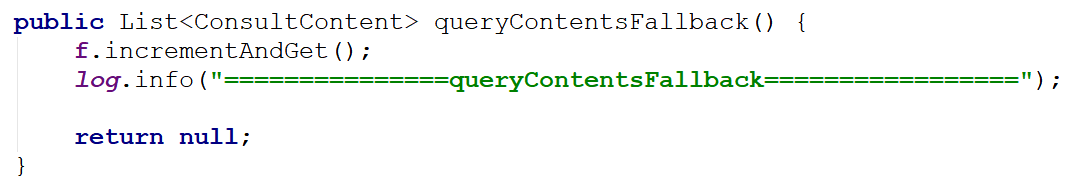 public List<ConsultContent> queryContentsFallback() {
    f.incrementAndGet();
    log.info("===============queryContentsFallback=================");
    return null;
}